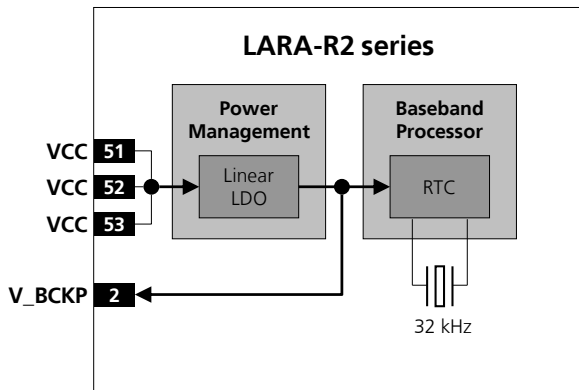 LARA-R2 series
Power
Management
Baseband
Processor
VCC 51
VCC 52
VCC 53
Linear
LDO
RTC
V_BCKP 2
32 kHz